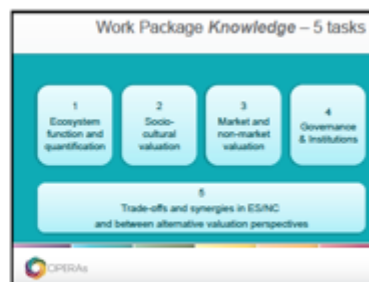 Work Package Knowledge – 5 tasks
1
Ecosystem
function and
quantification
2
Socio-
cultural
valuation
3
Market and
non-market
valuation
4
Governance
& Institutions
5
Trade-offs and synergies in ES/NC
and between alternative valuation perspectives
OPERAs